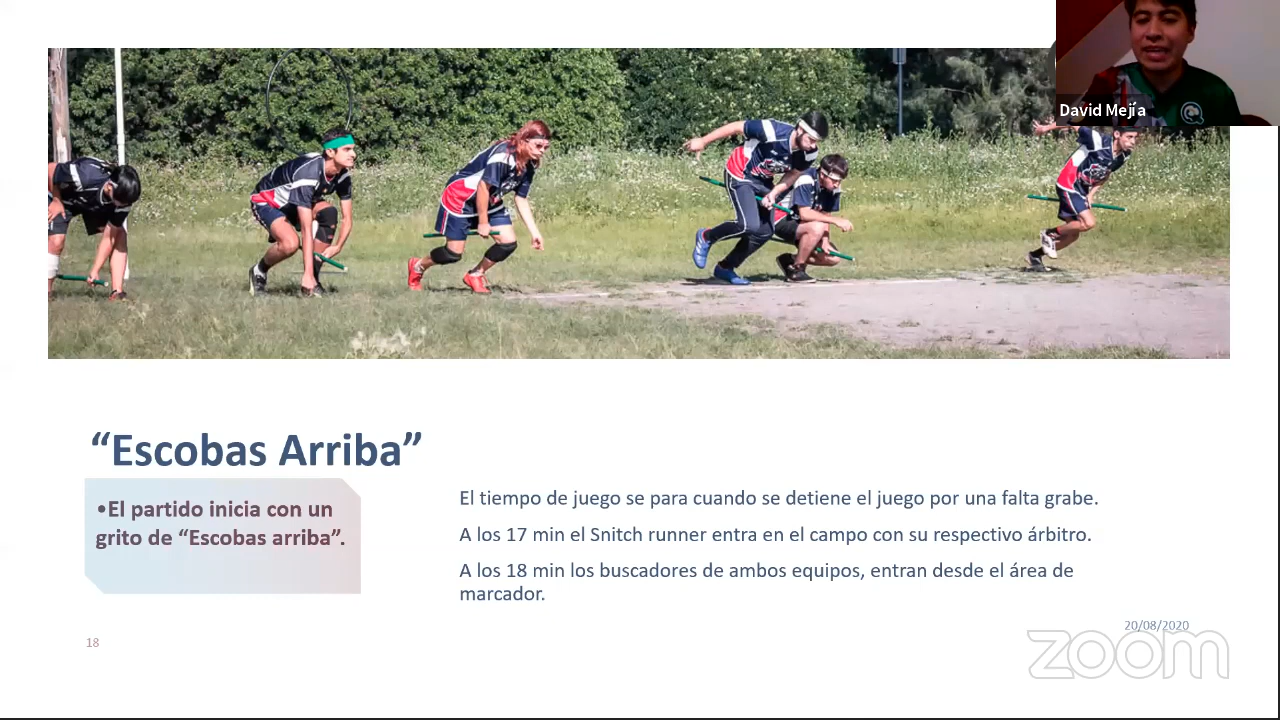 David Mejía
“Escobas Arriba”
•El partido inicia con un
grito de “Escobas arriba”.
El tiempo de juego se para cuando se detiene el juego por una falta grabe.
A los 17 min el Snitch runner entra en el campo con su respectivo árbitro.
A los 18 min los buscadores de ambos equipos, entran desde el área de
marcador.
20/08/2020
18
zoom